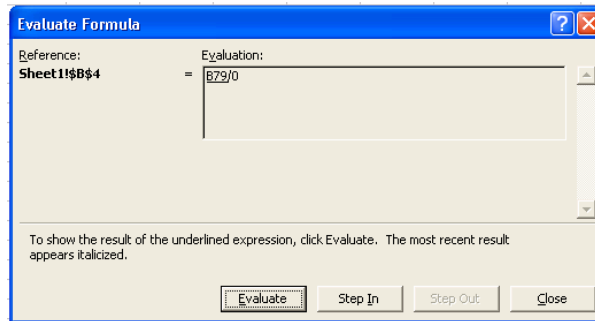 Evaluate Formula
Reference:
Evaluation:
Sheet1!$B$4
=
B79/0
To show the result of the underlined expression, click Evaluate. The most recent result
appears italicized.
Evaluate
Step In
Step Out
Close